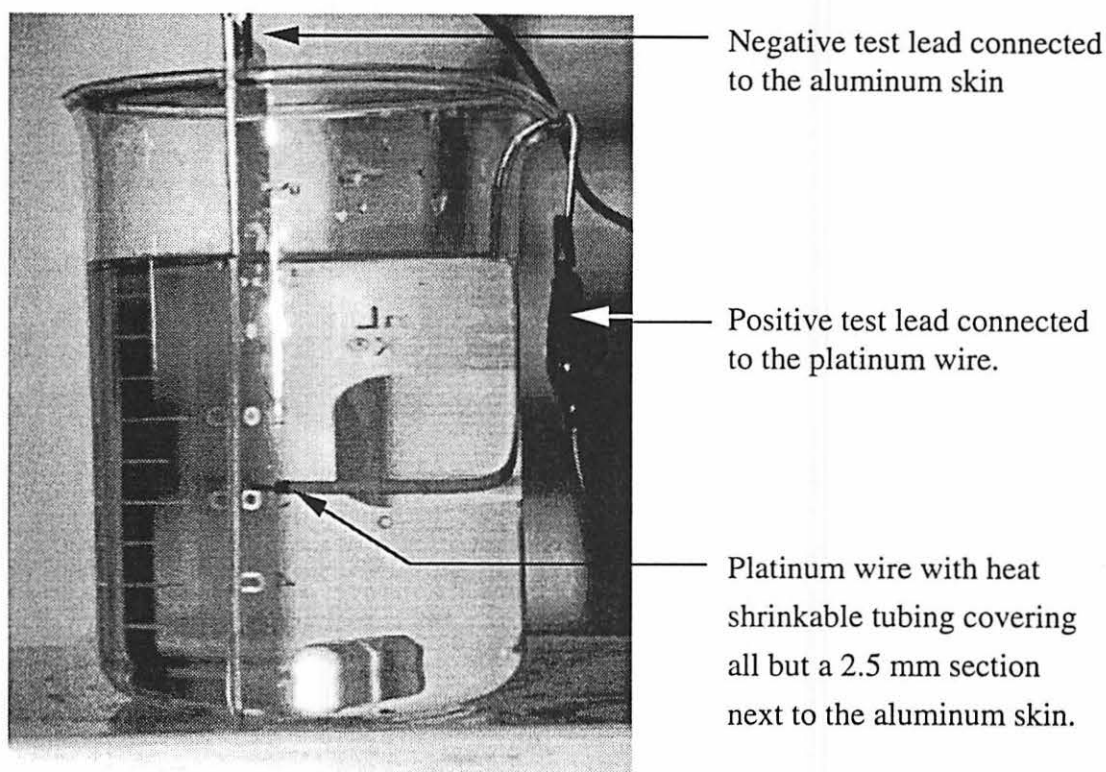 Negative test lead connected
to the aluminum skin
Positive test lead connected
to the platinum wire.
Platinum wire with heat
shrinkable tubing covering
all but a 2.5 mm section
next to the aluminum skin.